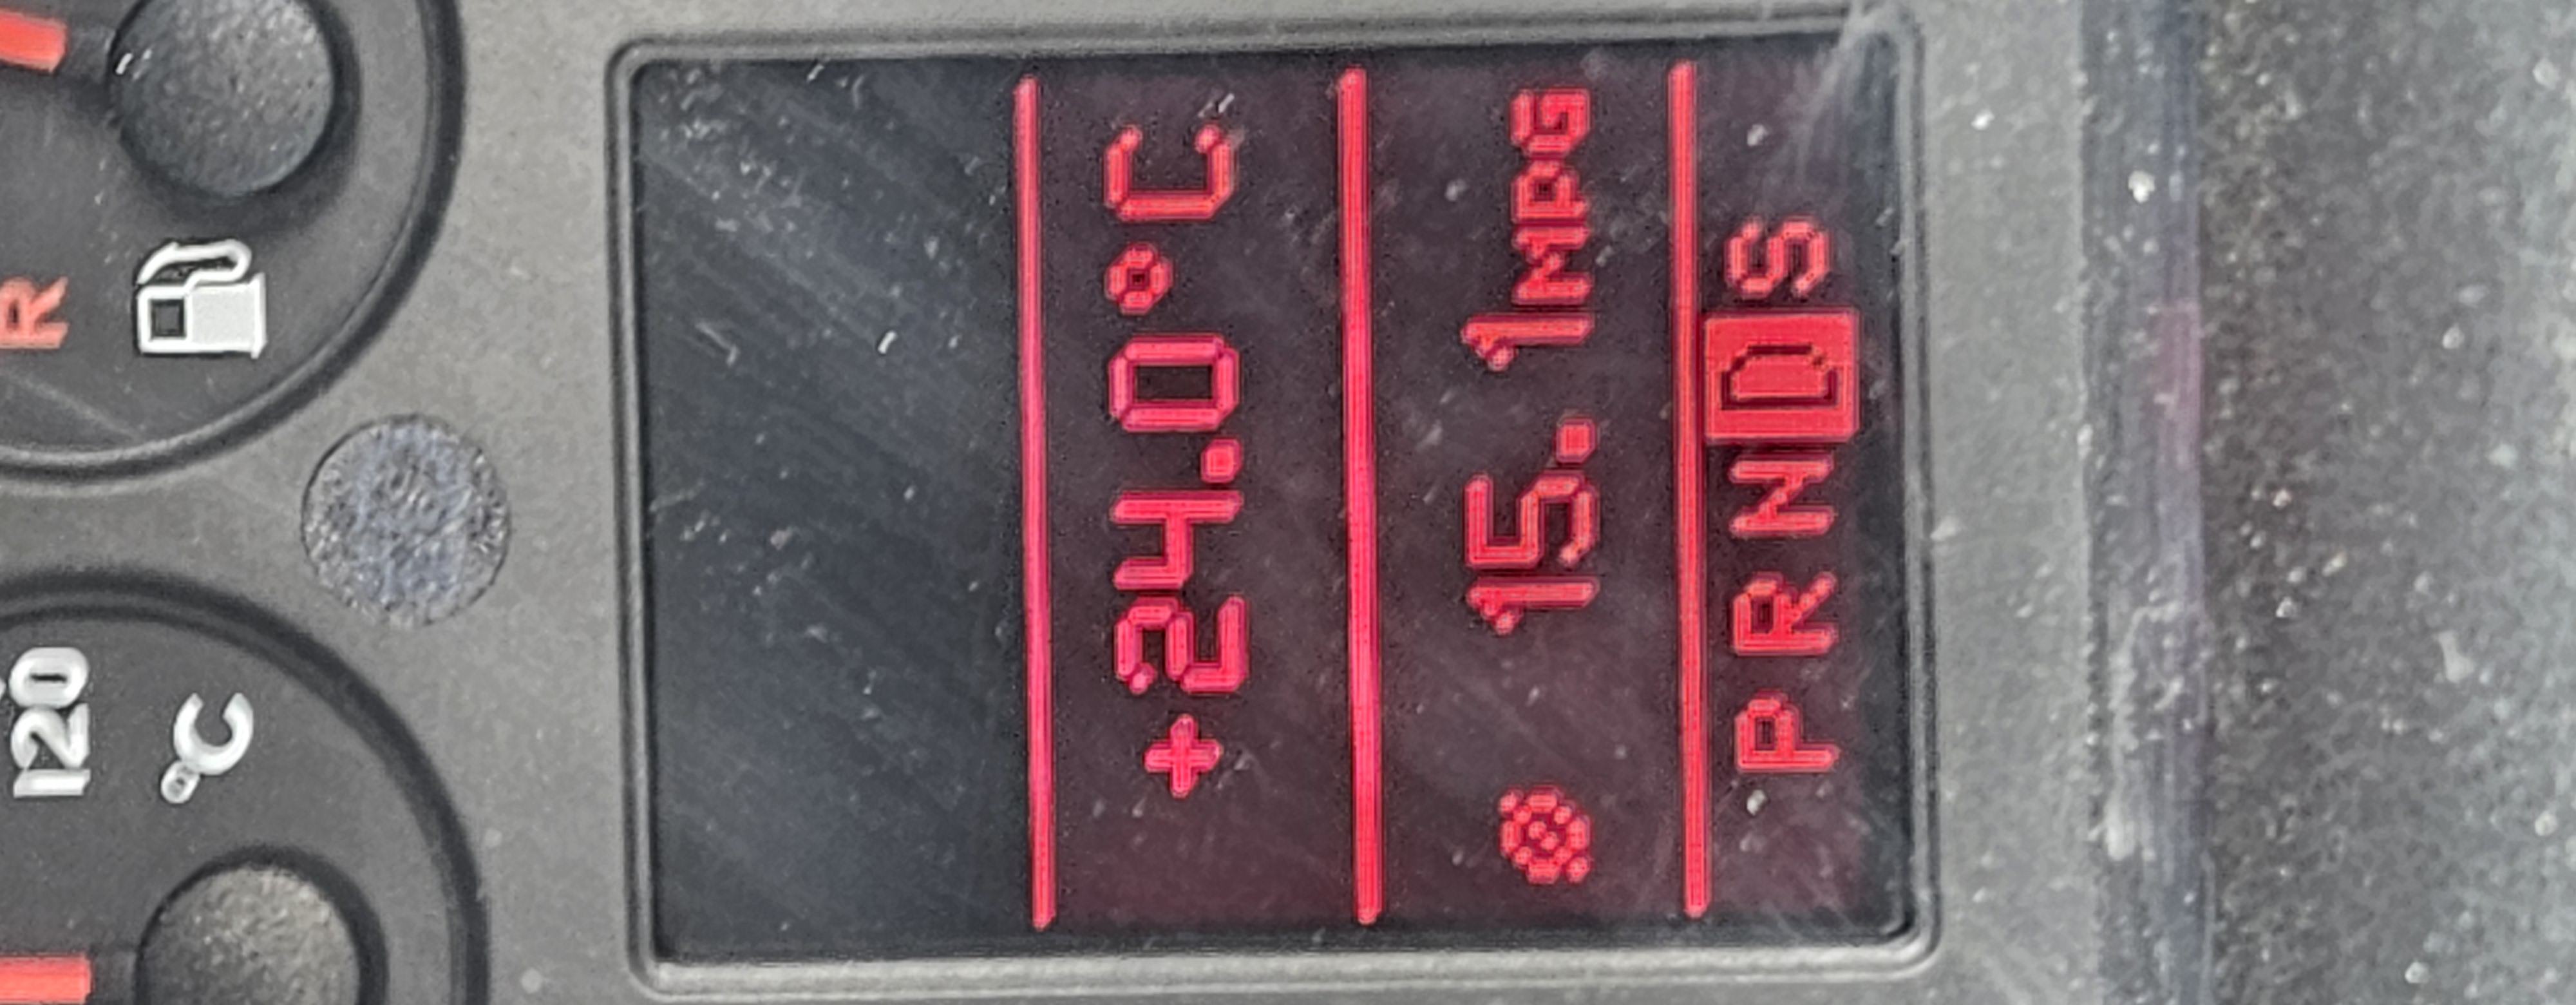 R
120
°C
+24.0°C
15.1MPG
PRNDS